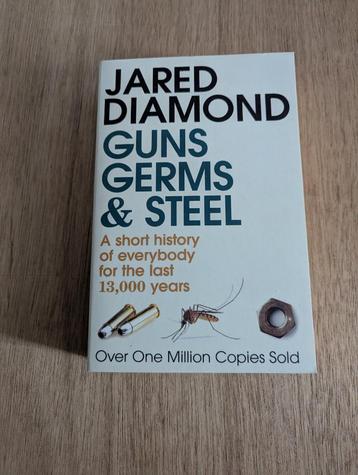 JARED
DIAMOND
GUNS
GERMS
& STEEL
A short history
of everybody
for the last
13,000 years
Over One Million Copies Sold